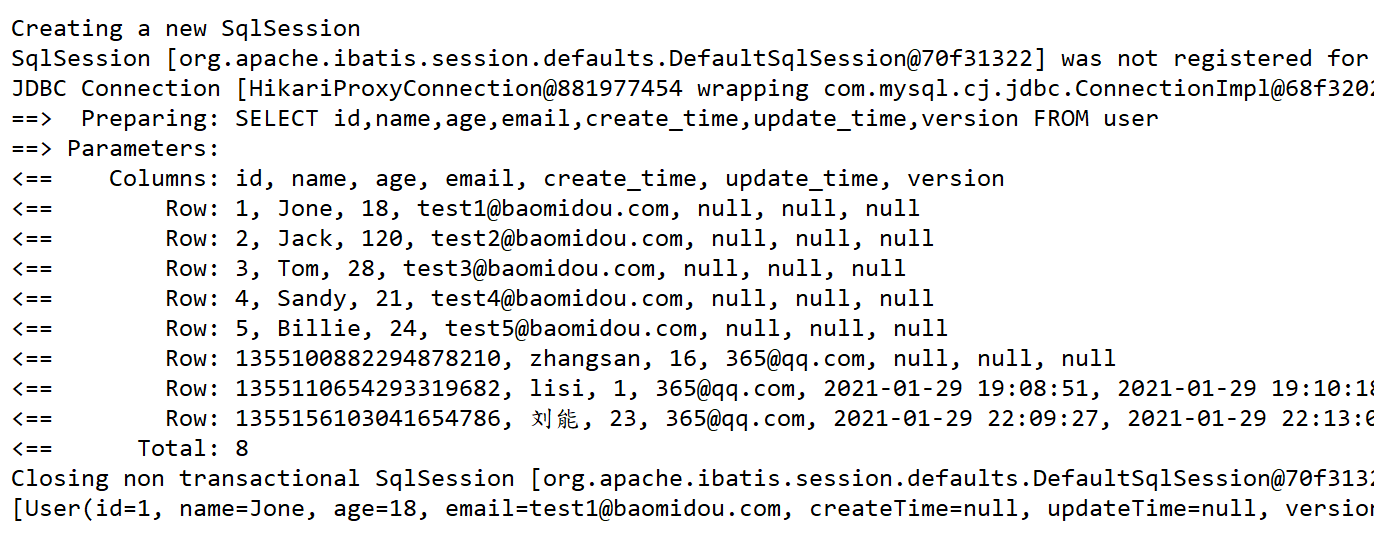 Creating a new SqlSession
SqlSession [org.apache.ibatis.session.defaults.DefaultSqlSession@70f31322] was not registered for
JDBC Connection [HikariProxyConnection@881977454 wrapping com.mysql.cj.jdbc.ConnectionImpl@68f3202
==>  Preparing: SELECT id,name,age,email,create_time,update_time,version FROM user
==> Parameters:
<==    Columns: id, name, age, email, create_time, update_time, version
<==        Row: 1, Jone, 18, test1@baomidou.com, null, null, null
<==        Row: 2, Jack, 120, test2@baomidou.com, null, null, null
<==        Row: 3, Tom, 28, test3@baomidou.com, null, null, null
<==        Row: 4, Sandy, 21, test4@baomidou.com, null, null, null
<==        Row: 5, Billie, 24, test5@baomidou.com, null, null, null
<==        Row: 1355100882294878210, zhangsan, 16, 365@qq.com, null, null, null
<==        Row: 1355110654293319682, lisi, 1, 365@qq.com, 2021-01-29 19:08:51, 2021-01-29 19:10:18
<==        Row: 1355156103041654786, 刘能, 23, 365@qq.com, 2021-01-29 22:09:27, 2021-01-29 22:13:0
<==      Total: 8
Closing non transactional SqlSession [org.apache.ibatis.session.defaults.DefaultSqlSession@70f3132
[User(id=1, name=Jone, age=18, email=test1@baomidou.com, createTime=null, updateTime=null, version